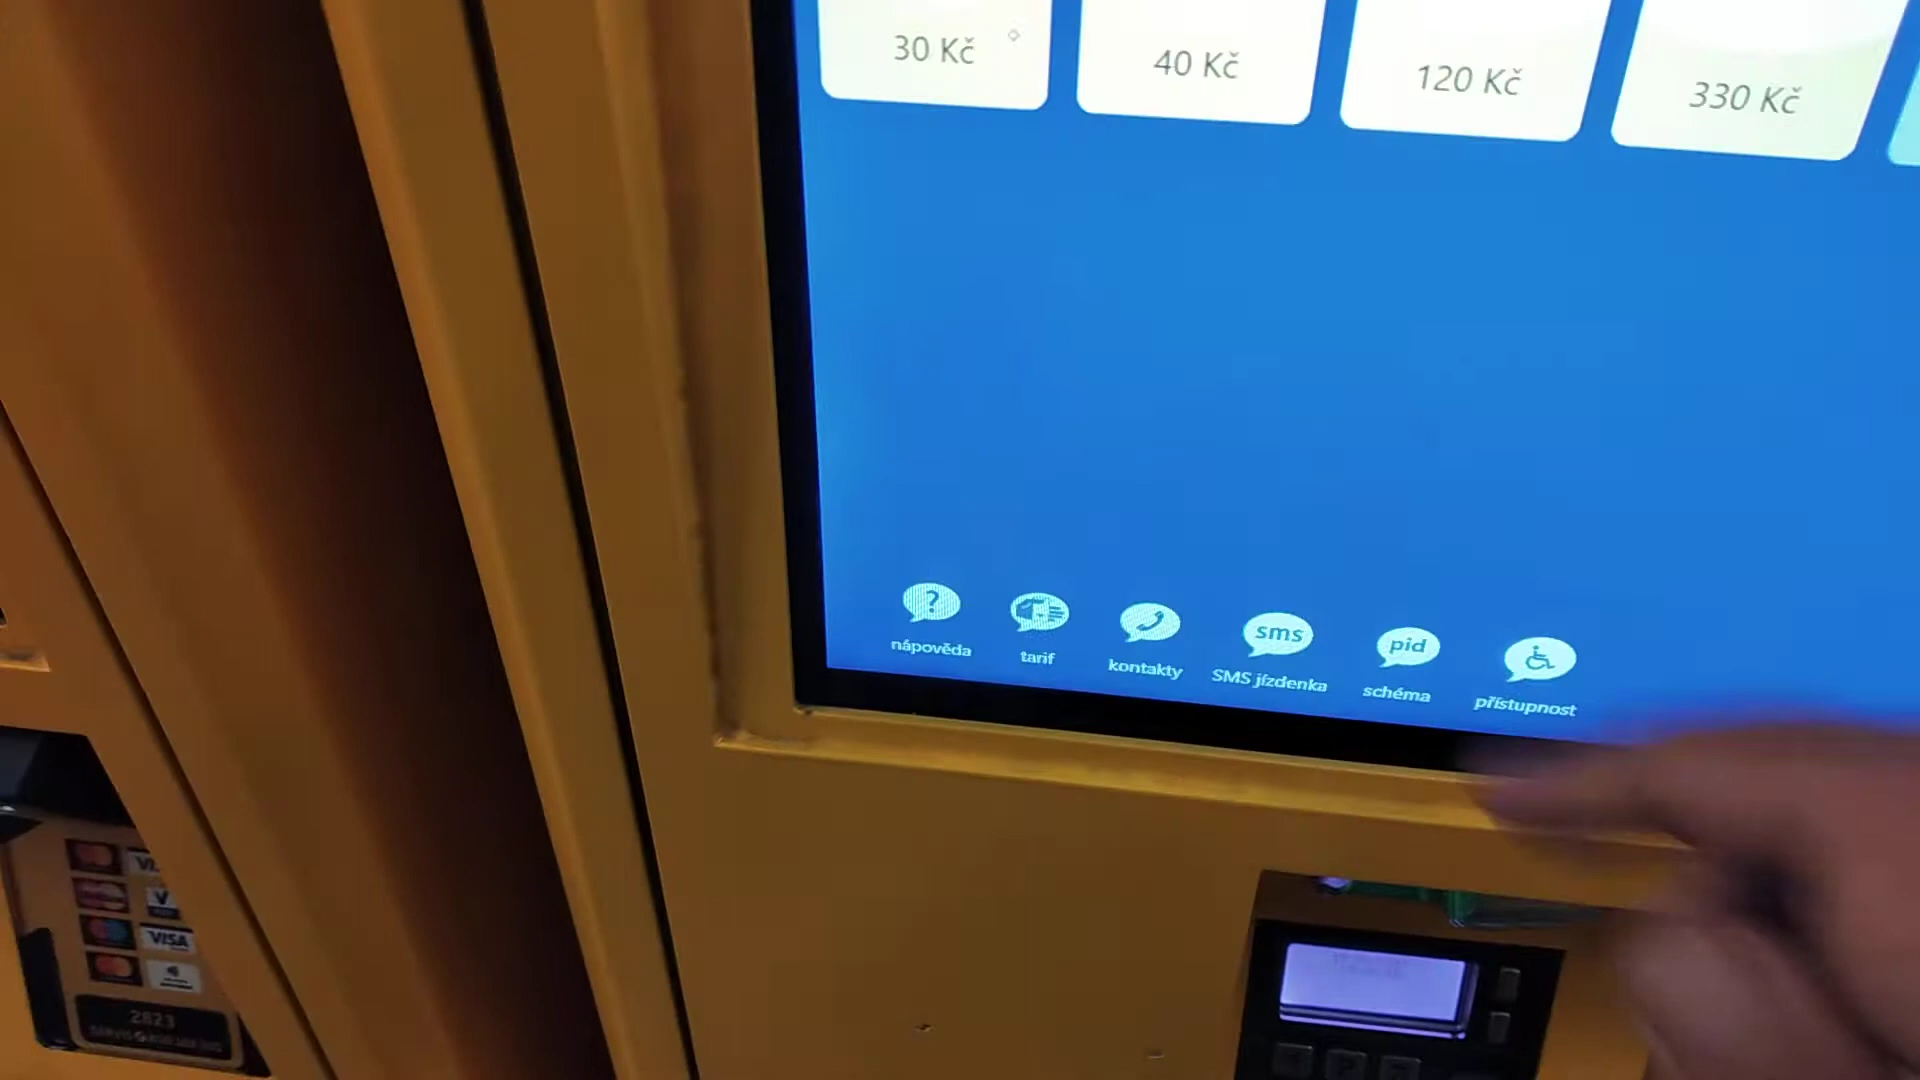 30 Kč
40 Kč
120 Kč
330 Kč
?
sms
pid
nápověda
tarif
kontakty
SMS jízdenka
schéma
přístupnost
VISA
2823